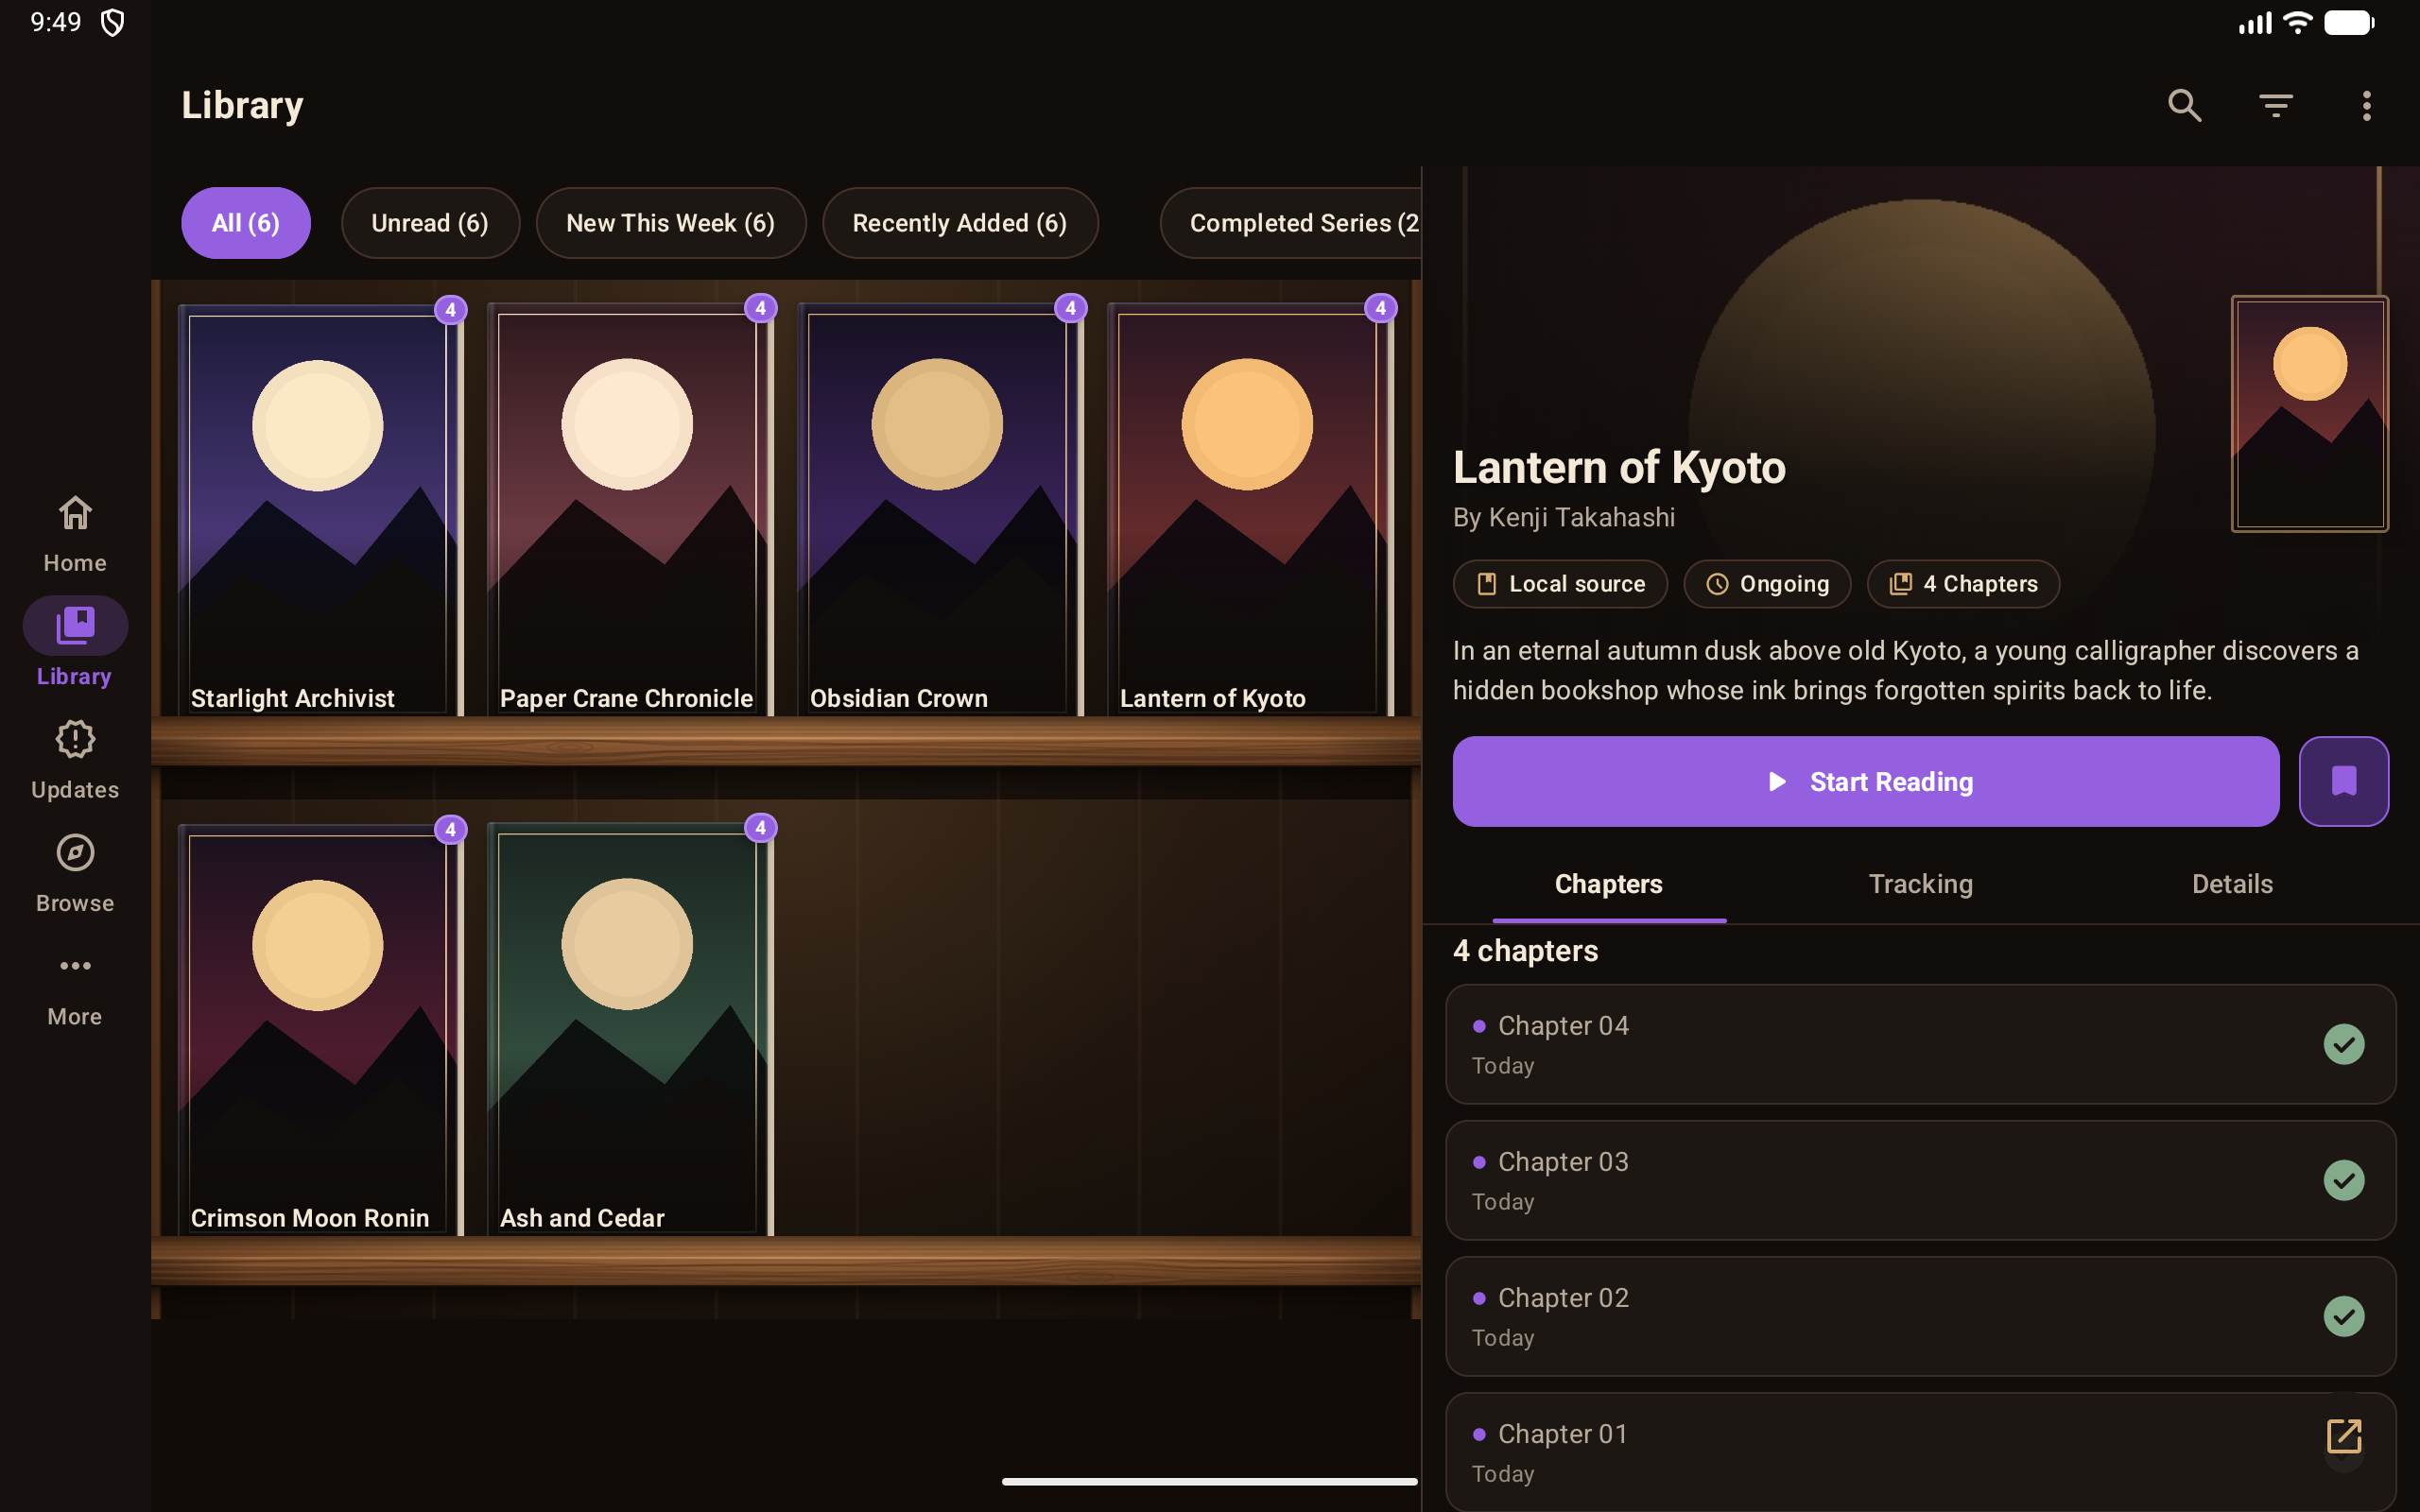 9:49
Library
All (6)
Unread (6)
New This Week (6)
Recently Added (6)
Completed Series (2
4
4
4
4
Starlight Archivist
Paper Crane Chronicle
Obsidian Crown
Lantern of Kyoto
4
4
Crimson Moon Ronin
Ash and Cedar
Home
Library
Updates
Browse
More
Lantern of Kyoto
By Kenji Takahashi
Local source
Ongoing
4 Chapters
In an eternal autumn dusk above old Kyoto, a young calligrapher discovers a
hidden bookshop whose ink brings forgotten spirits back to life.
Start Reading
Chapters
Tracking
Details
4 chapters
Chapter 04
Today
Chapter 03
Today
Chapter 02
Today
Chapter 01
Today